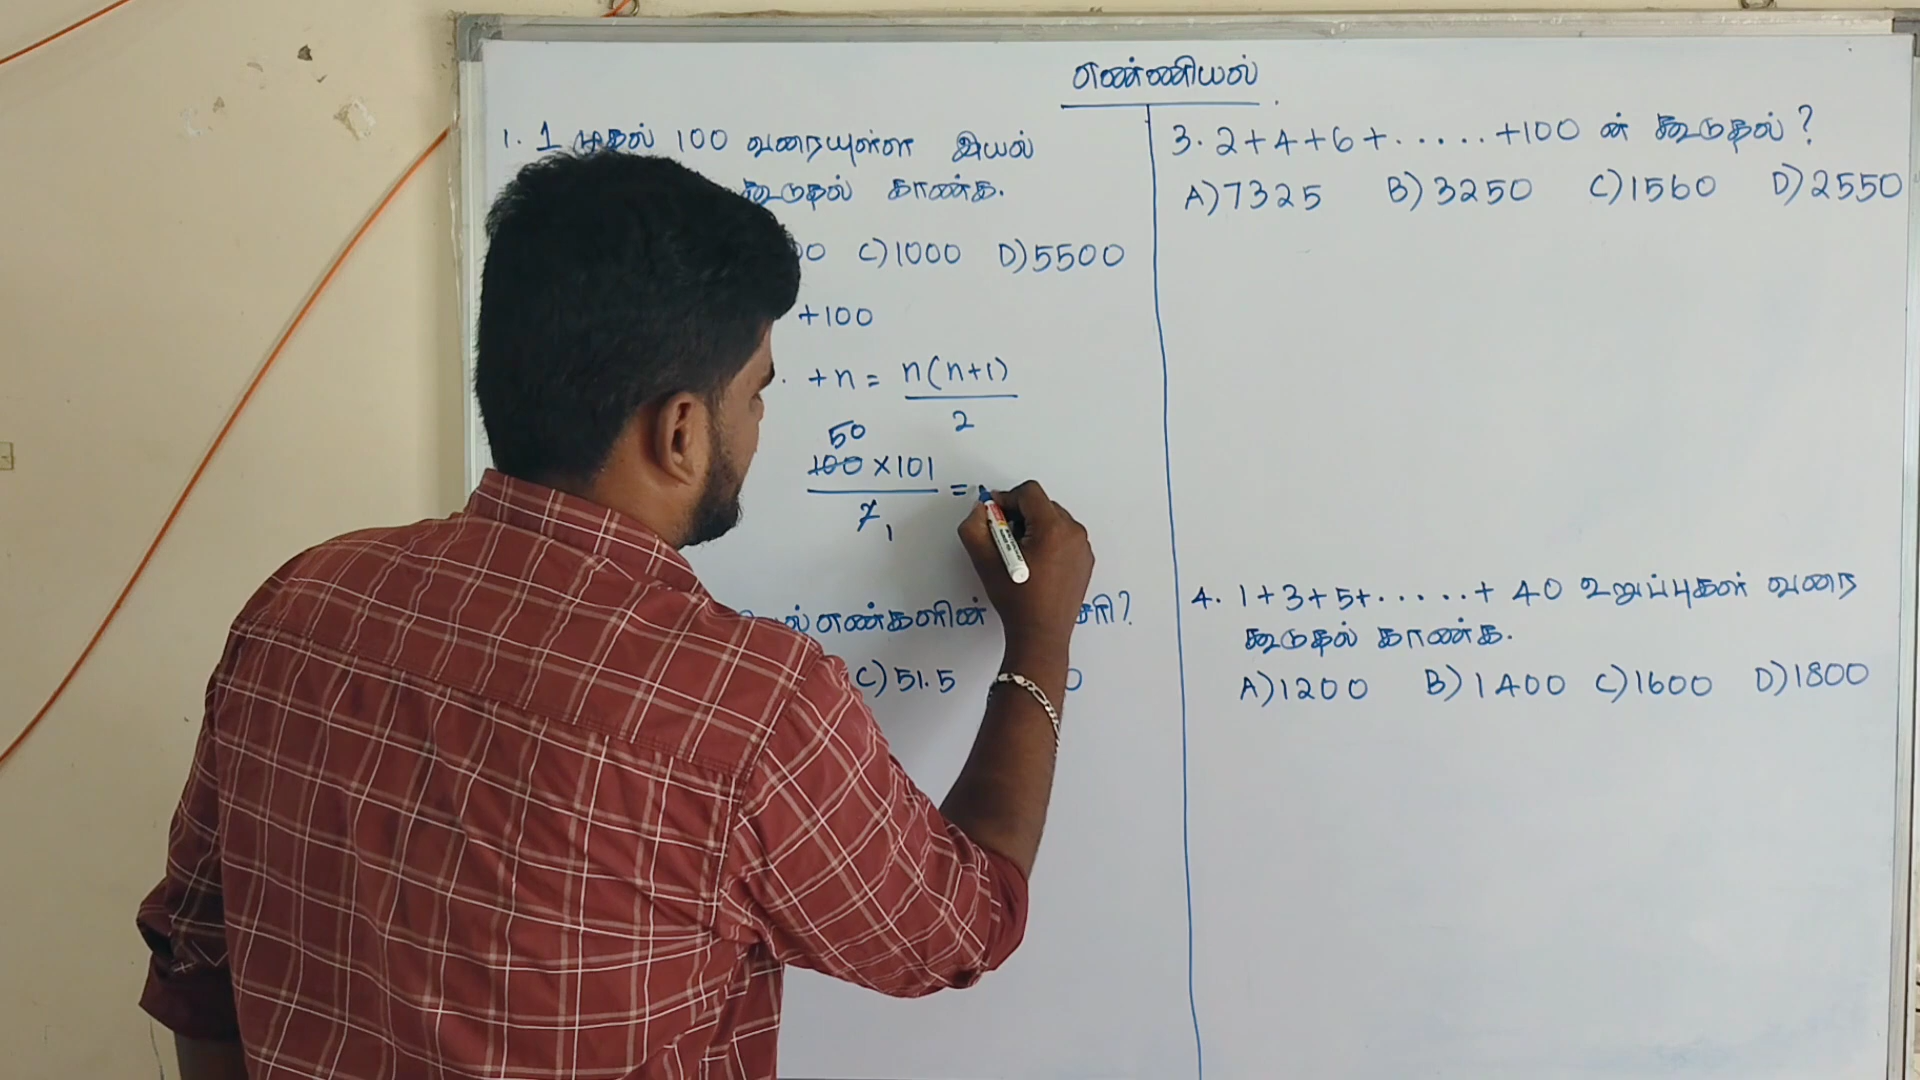 எண்ணியல்
1. 1 முதல் 100 வரையுள்ள இயல்
கூடுதல் காண்க.
00 C) 1000 D) 5500
+100
. +n = n(n+1)
2
50
100 × 101 =
2 1
ல் எண்களின் சரி?
C) 51.5 0
3. 2+4+6+.....+100 ன் கூடுதல்?
A) 7325 B) 3250 C) 1560 D) 2550
4. 1+3+5+.....+ 40 உறுப்புகள் வரை
கூடுதல் காண்க.
A) 1200 B) 1400 C) 1600 D) 1800